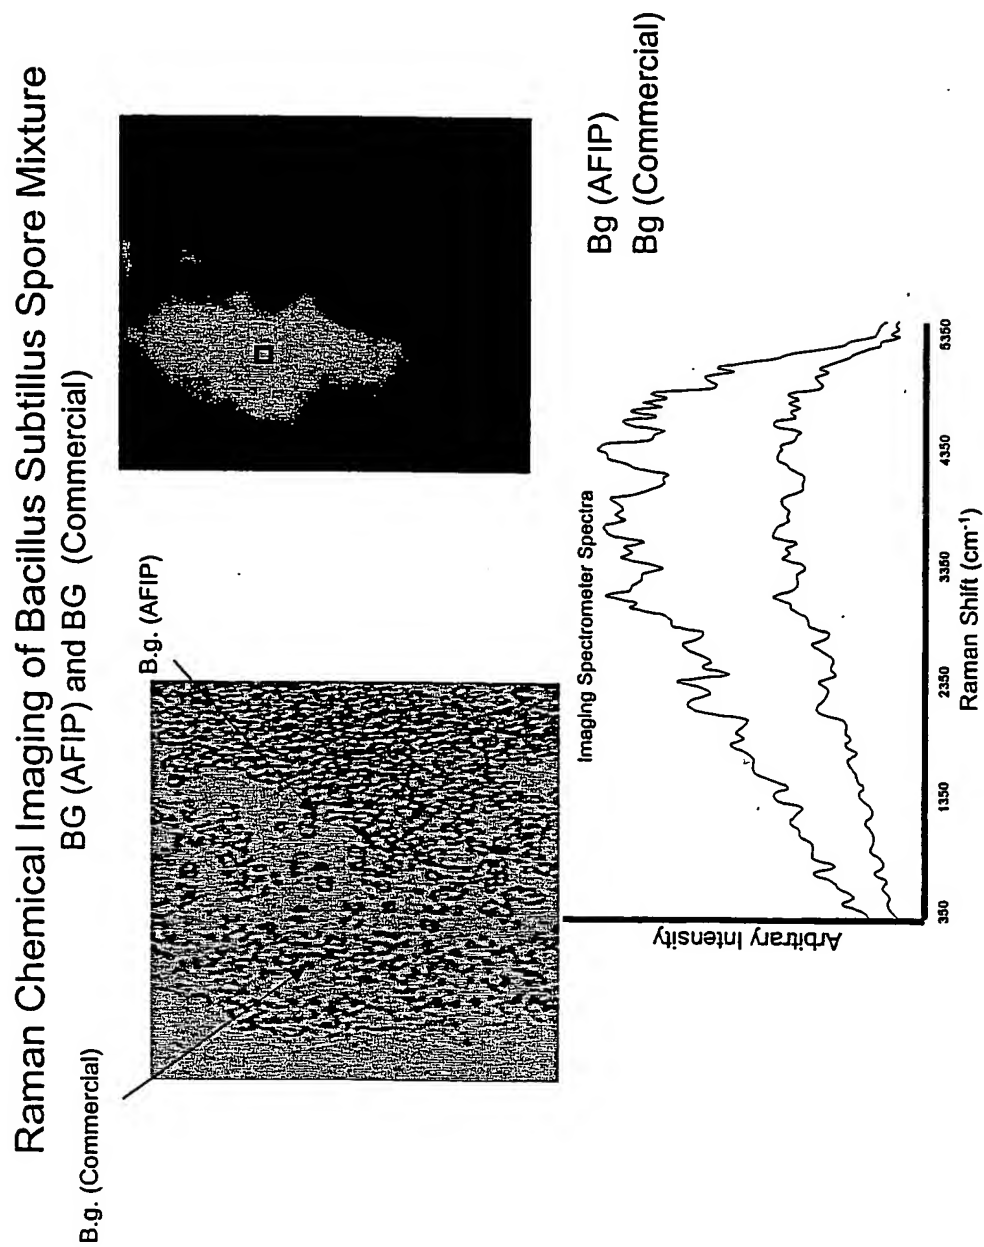 Raman Chemical Imaging of Bacillus Subtillus Spore Mixture
BG (AFIP) and BG (Commercial)
B.g. (Commercial)
B.g. (AFIP)
Imaging Spectrometer Spectra
Arbitrary Intensity
350 1350 2350 3350 4350 5350
Raman Shift (cm⁻¹)
Bg (AFIP)
Bg (Commercial)